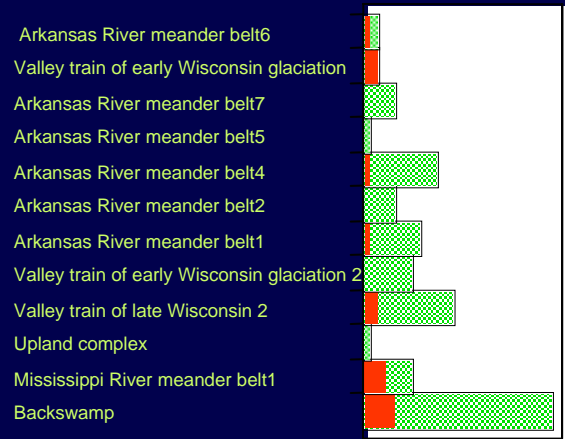 Arkansas River meander belt6
Valley train of early Wisconsin glaciation
Arkansas River meander belt7
Arkansas River meander belt5
Arkansas River meander belt4
Arkansas River meander belt2
Arkansas River meander belt1
Valley train of early Wisconsin glaciation 2
Valley train of late Wisconsin 2
Upland complex
Mississippi River meander belt1
Backswamp